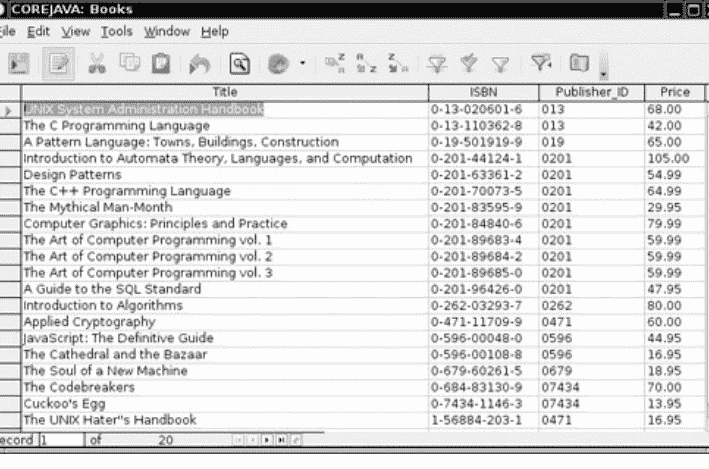 COREJAVA: Books
File Edit View Tools Window Help
Title ISBN Publisher_ID Price
UNIX System Administration Handbook 0-13-020601-6 013 68.00
The C Programming Language 0-13-110362-8 013 42.00
A Pattern Language: Towns, Buildings, Construction 0-19-501919-9 019 65.00
Introduction to Automata Theory, Languages, and Computation 0-201-44124-1 0201 105.00
Design Patterns 0-201-63361-2 0201 54.99
The C++ Programming Language 0-201-70073-5 0201 64.99
The Mythical Man-Month 0-201-83595-9 0201 29.95
Computer Graphics: Principles and Practice 0-201-84840-6 0201 79.99
The Art of Computer Programming vol. 1 0-201-89683-4 0201 59.99
The Art of Computer Programming vol. 2 0-201-89684-2 0201 59.99
The Art of Computer Programming vol. 3 0-201-89685-0 0201 59.99
A Guide to the SQL Standard 0-201-96426-0 0201 47.95
Introduction to Algorithms 0-262-03293-7 0262 80.00
Applied Cryptography 0-471-11709-9 0471 60.00
JavaScript: The Definitive Guide 0-596-00048-0 0596 44.95
The Cathedral and the Bazaar 0-596-00108-8 0596 16.95
The Soul of a New Machine 0-679-60261-5 0679 18.95
The Codebreakers 0-684-83130-9 07434 70.00
Cuckoo's Egg 0-7434-1146-3 07434 13.95
The UNIX Hater''s Handbook 1-56884-203-1 0471 16.95
ecord 1 of 20